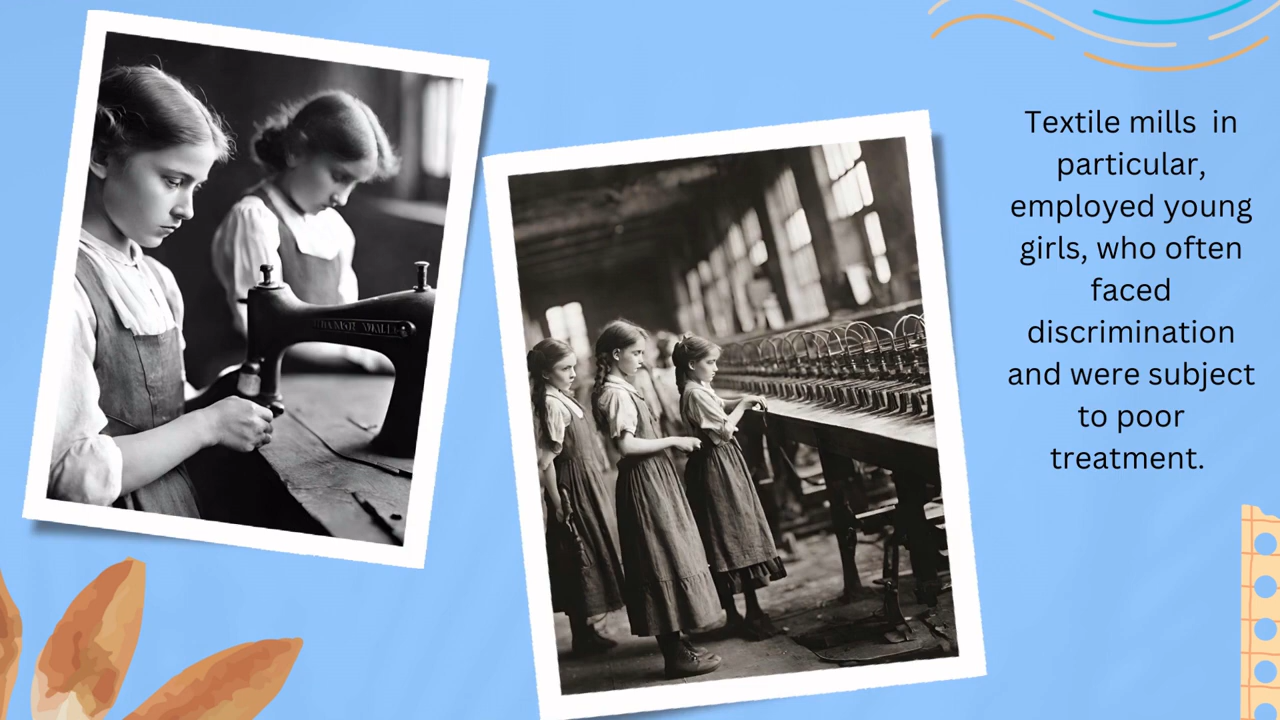 Textile mills  in
particular,
employed young
girls, who often
faced
discrimination
and were subject
to poor
treatment.